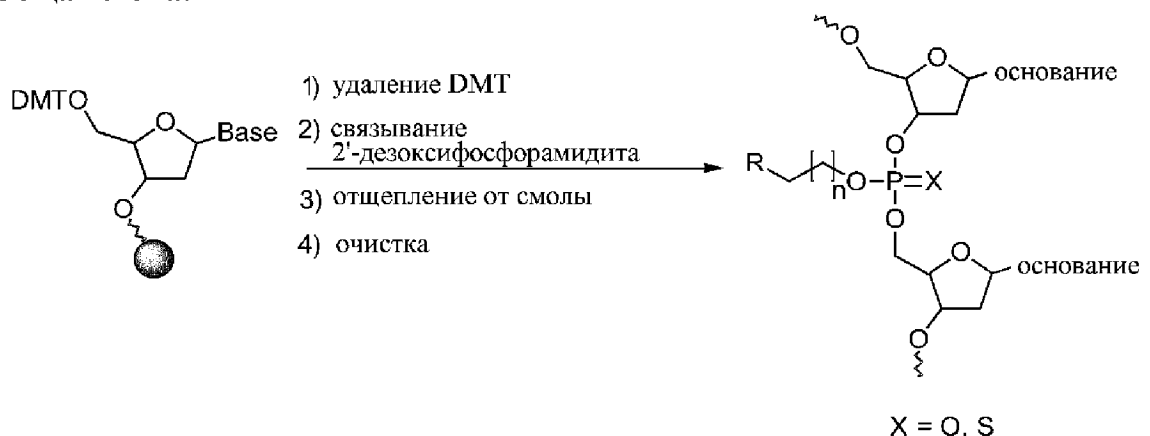 DMTO
O
Base
O
1) удаление DMT
2) связывание
2'-дезоксифосфорамидита
3) отщепление от смолы
4) очистка
O
O
основание
O
R
n
O
P
X
O
O
основание
O
X = O, S